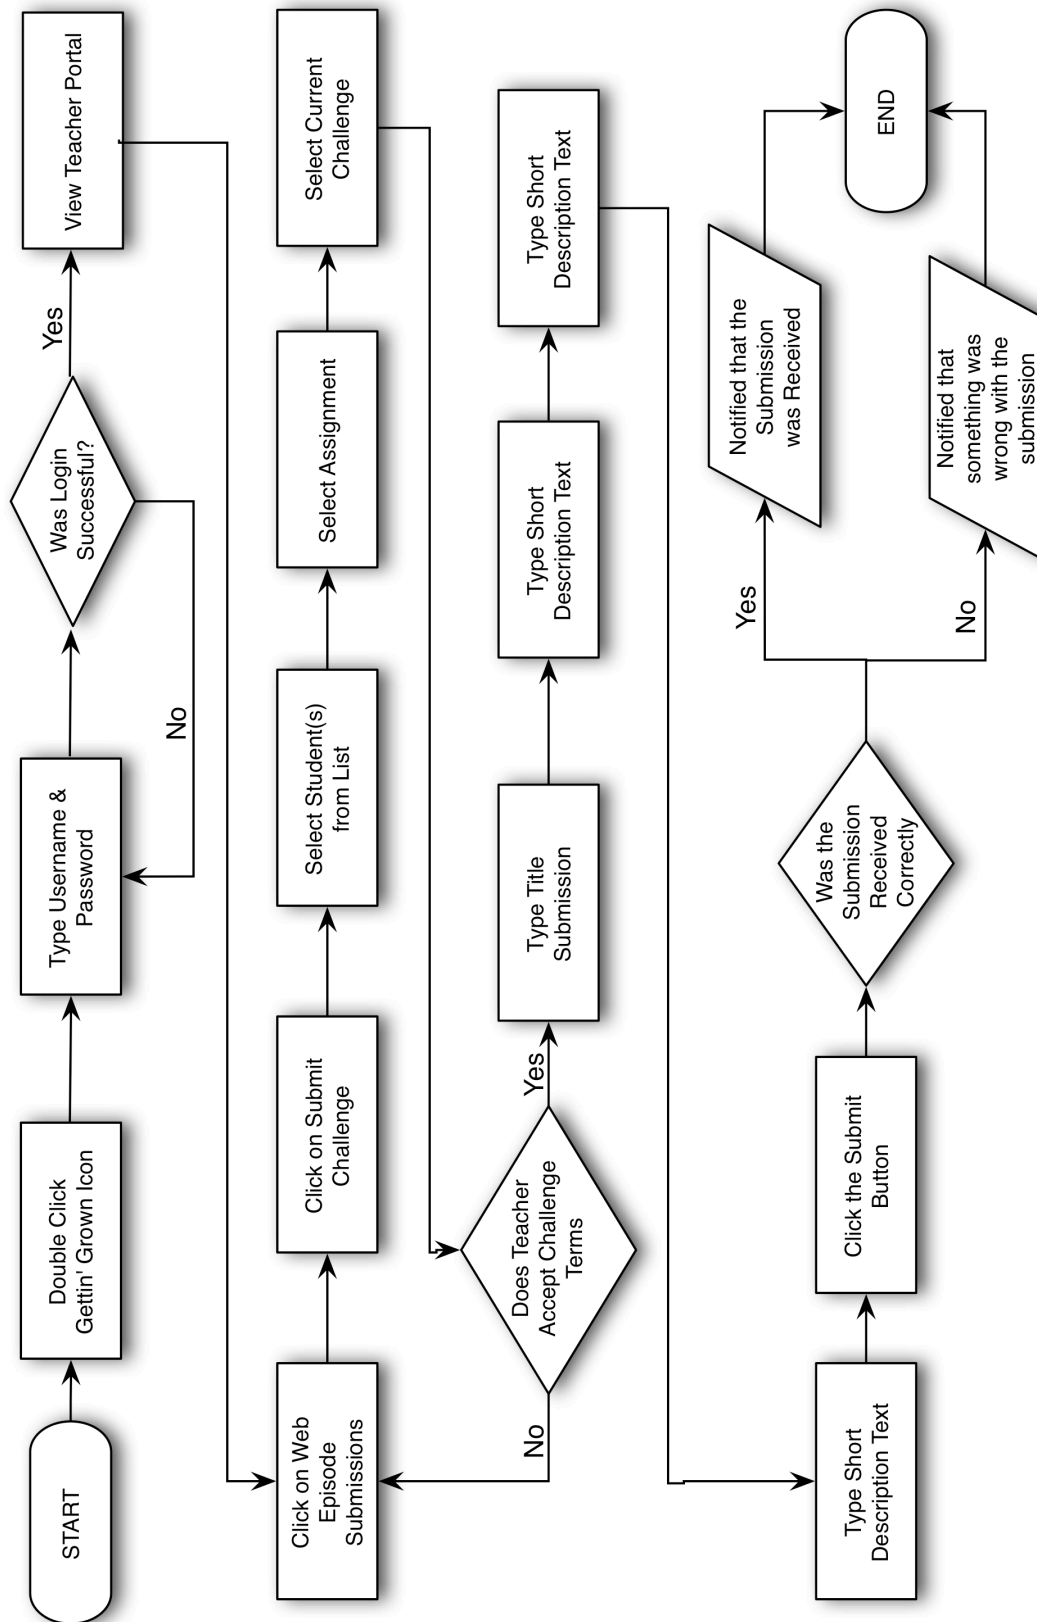 START
Double Click
Gettin' Grown Icon
Type Username &
Password
Was Login
Successful?
Yes
No
View Teacher Portal
Click on Web
Episode
Submissions
Click on Submit
Challenge
Select Student(s)
from List
Select Assignment
Select Current
Challenge
Does Teacher
Accept Challenge
Terms
No
Yes
Type Title
Submission
Type Short
Description Text
Type Short
Description Text
Type Short
Description Text
Click the Submit
Button
Was the
Submission
Received
Correctly
Yes
No
Notified that the
Submission
was Received
Notified that
something was
wrong with the
submission
END